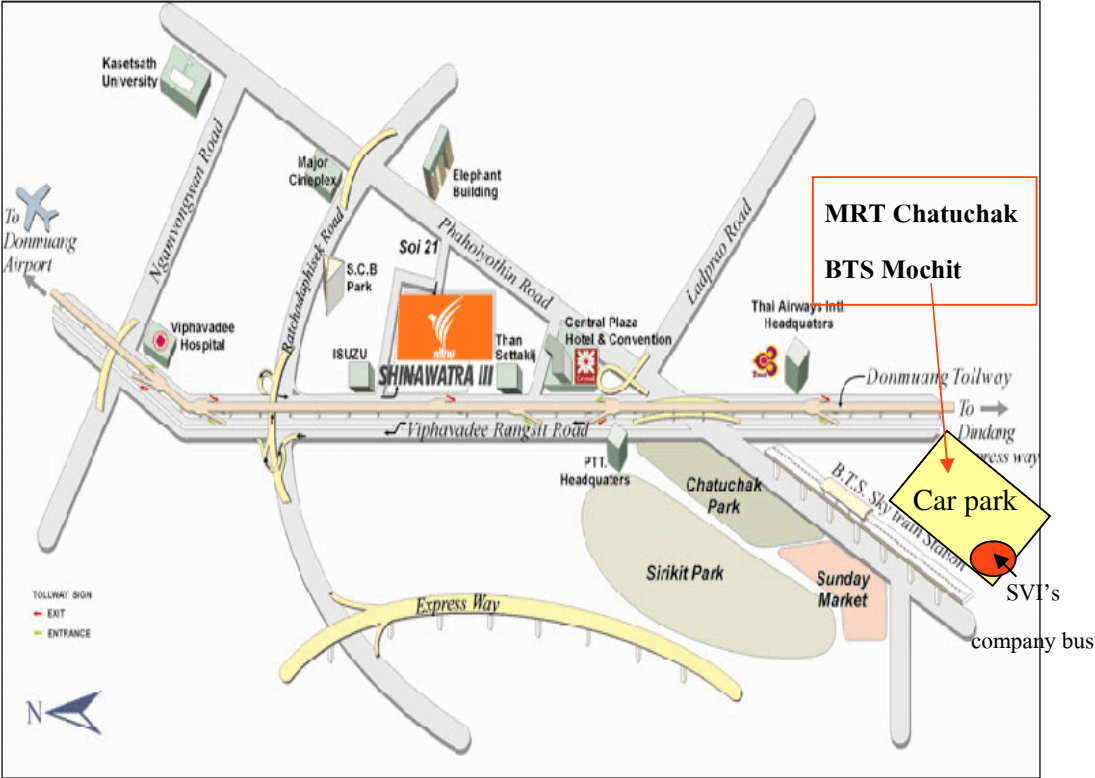 Kasetsath
University
Ngamvongwan Road
To
Donmuang
Airport
Major
Cineplex
Elephant
Building
Ratchadaphisek Road
Phaholyothin Road
Ladprao Road
MRT Chatuchak
BTS Mochit
Soi 21
S.C.B
Park
Viphavadee
Hospital
ISUZU
SHINAWATRA III
Than
Settakij
Central Plaza
Hotel & Convention
Thai Airways Intl.
Headquaters
Donmuang Tollway
To
Dindang
press way
Viphavadee Rangsit Road
PTT.
Headquaters
Chatuchak
Park
B.T.S. Sky train Station
Car park
Sirikit Park
Sunday
Market
SVI's
company bus
Express Way
TOLLWAY SIGN
EXIT
ENTRANCE
N